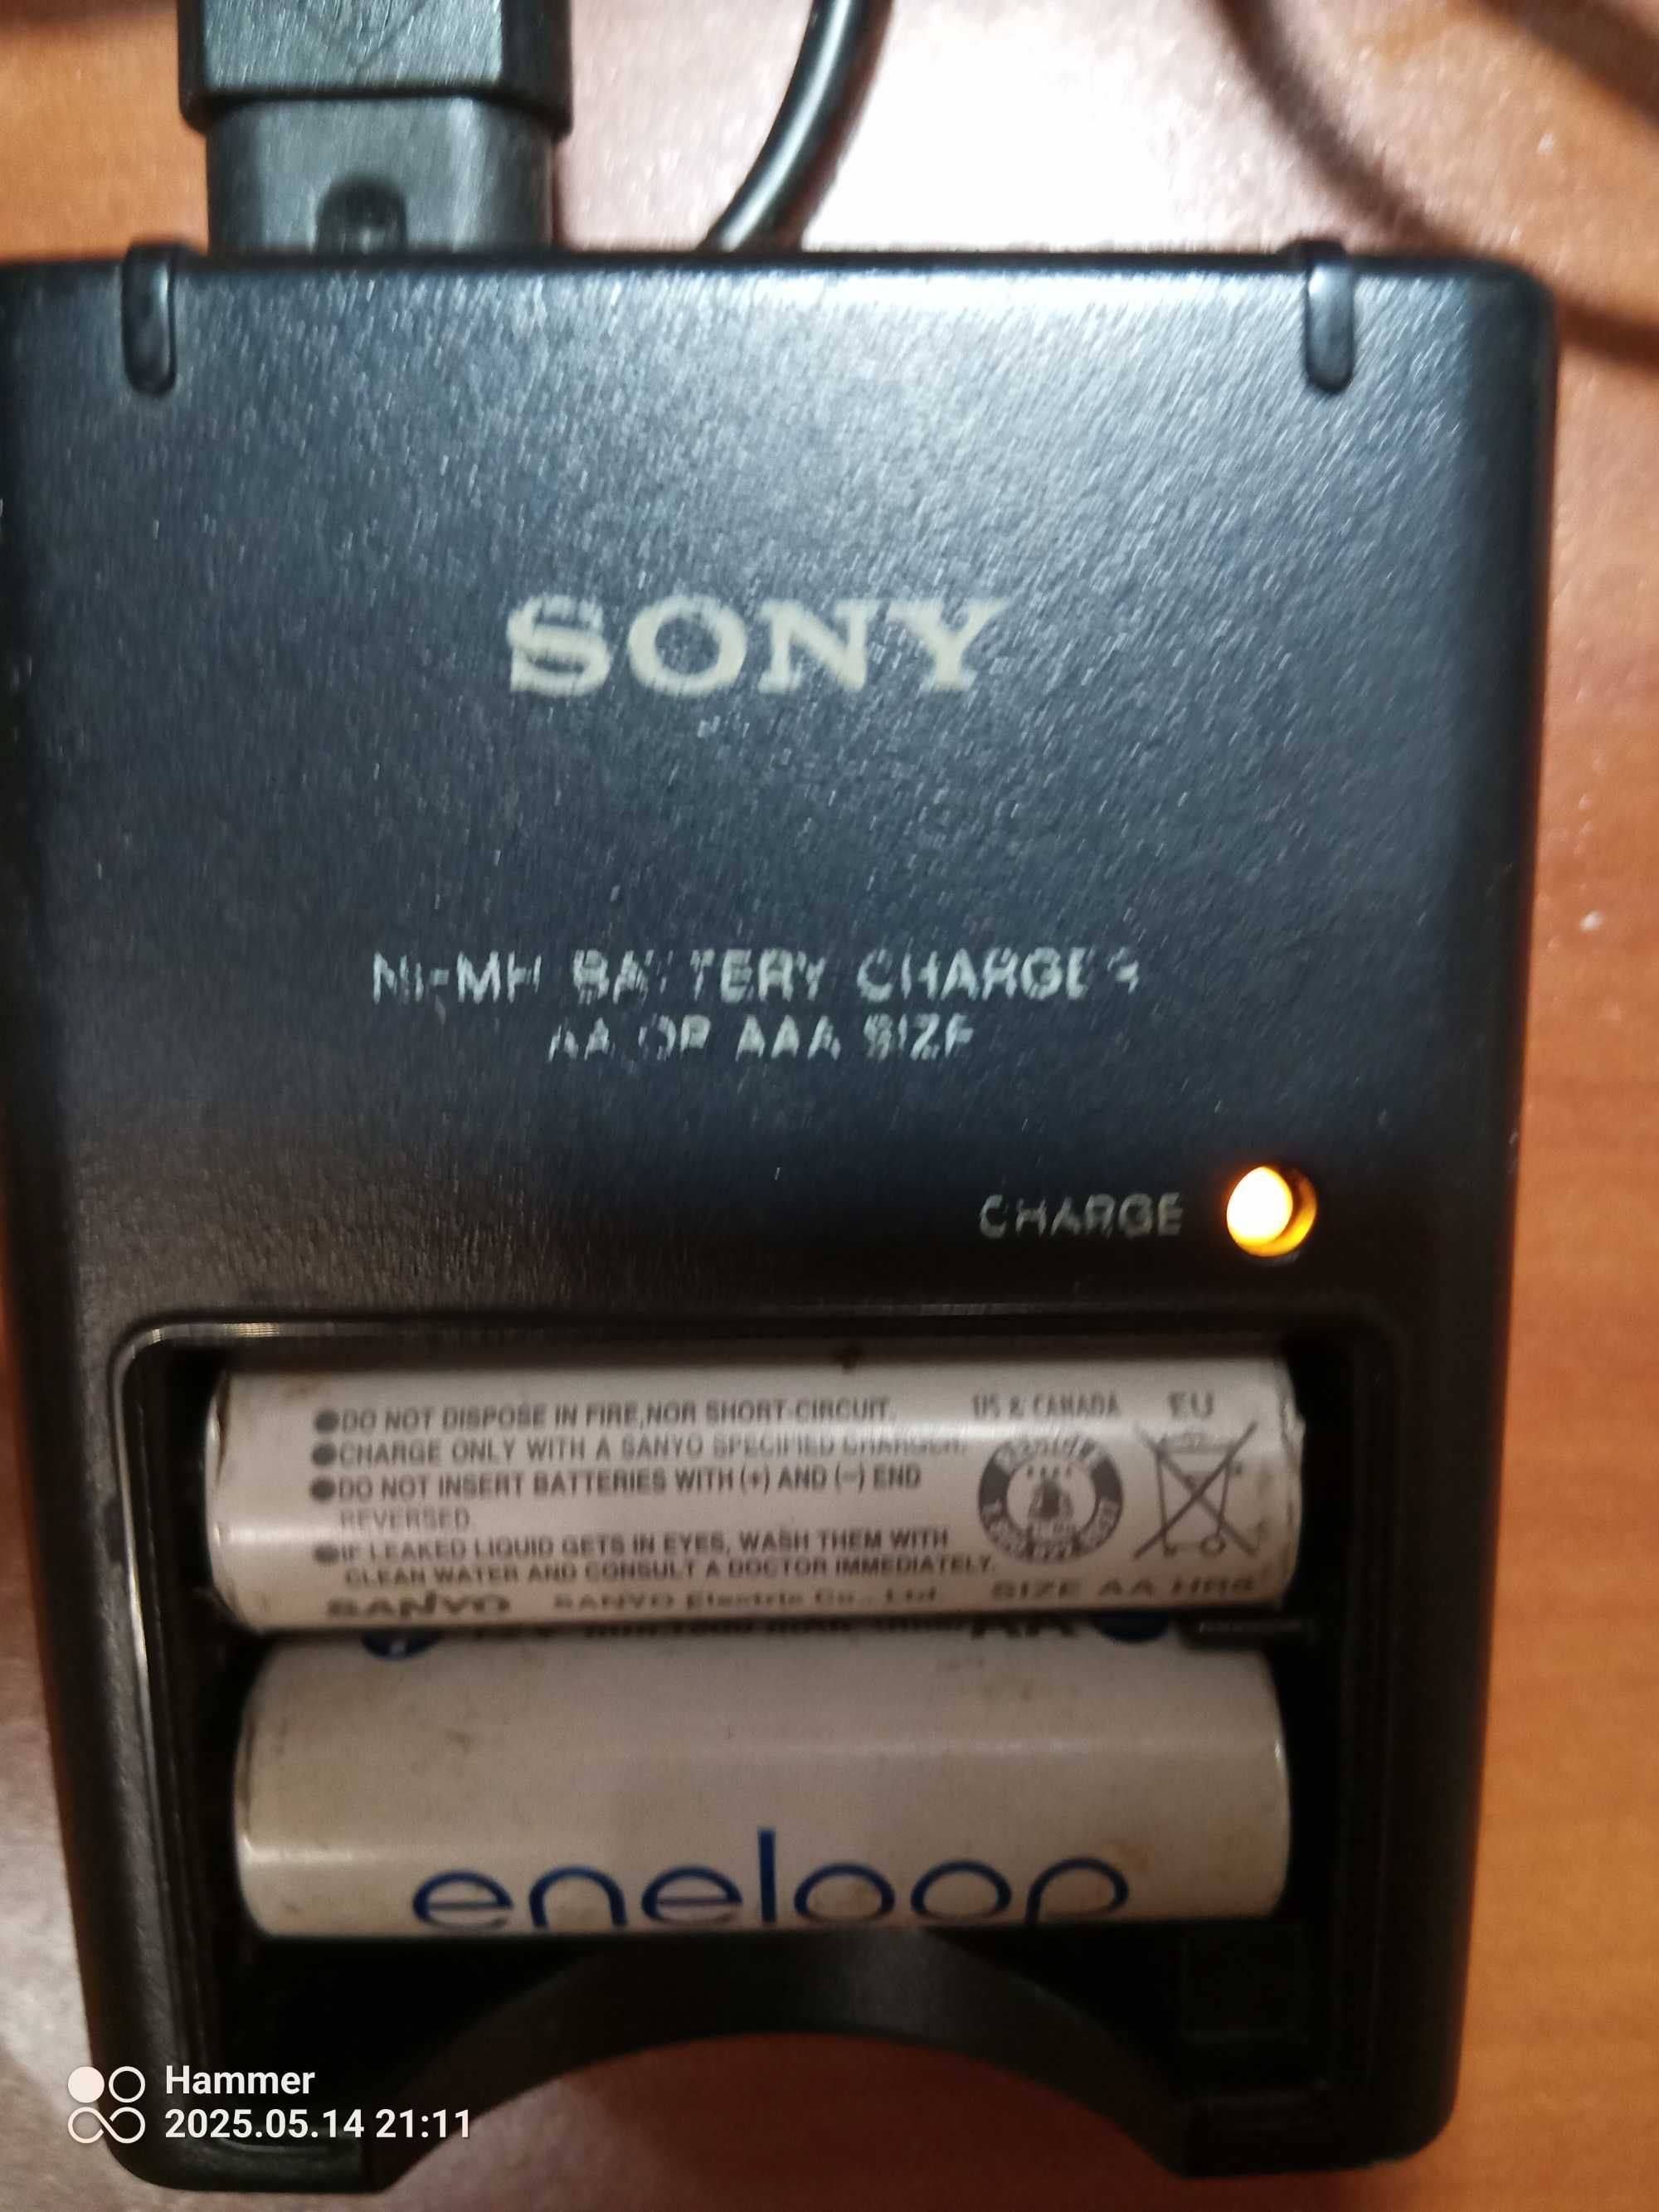 SONY
NI-MH BATTERY CHARGER
AA OR AAA SIZE
CHARGE
●DO NOT DISPOSE IN FIRE,NOR SHORT-CIRCUIT.
US & CANADA EU
●CHARGE ONLY WITH A SANYO SPECIFIED CHARGER.
●DO NOT INSERT BATTERIES WITH (+) AND (−) END
REVERSED.
●IF LEAKED LIQUID GETS IN EYES, WASH THEM WITH
CLEAN WATER AND CONSULT A DOCTOR IMMEDIATELY.
SANYO SANYO Electric Co., Ltd. SIZE AA HR6
AA
eneloop
Hammer
2025.05.14 21:11